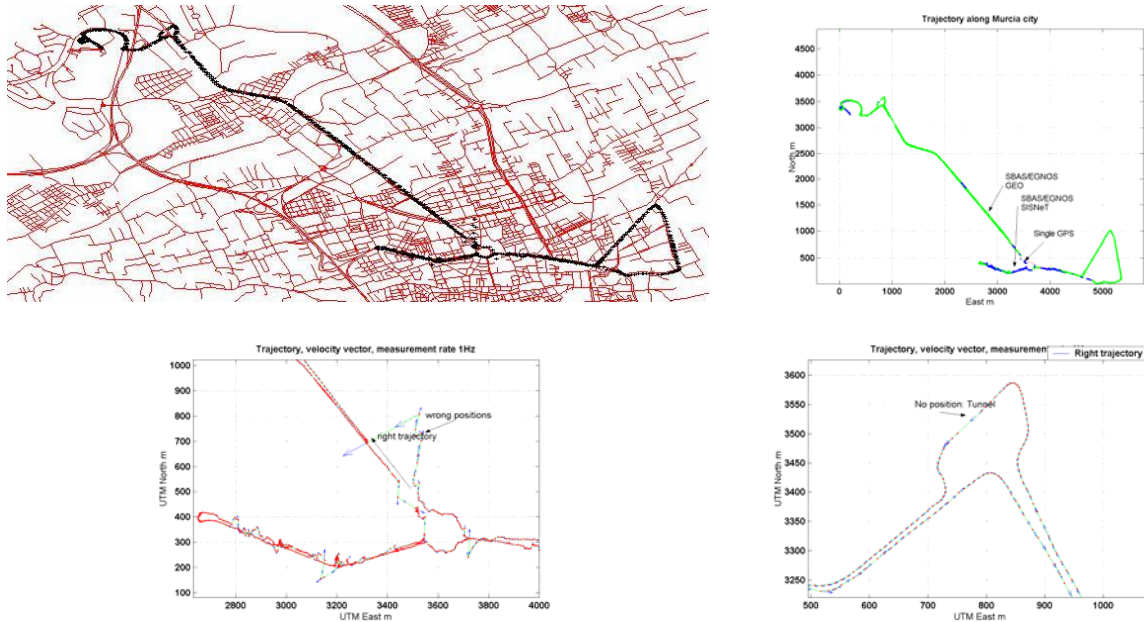 Trajectory along Murcia city
4500
4000
3500
3000
2500
2000
1500
1000
500
North m
SBAS/EGNOS
GEO
SBAS/EGNOS
SISNeT
Single GPS
0
1000
2000
3000
4000
5000
East m
Trajectory, velocity vector, measurement rate 1Hz
1000
900
800
700
600
500
400
300
200
100
UTM North m
wrong positions
right trajectory
2800
3000
3200
3400
3600
3800
4000
UTM East m
Trajectory, velocity vector, measurement
Right trajectory
3600
3550
3500
3450
3400
3350
3300
3250
UTM North m
No position: Tunnel
500
600
700
800
900
1000
UTM East m